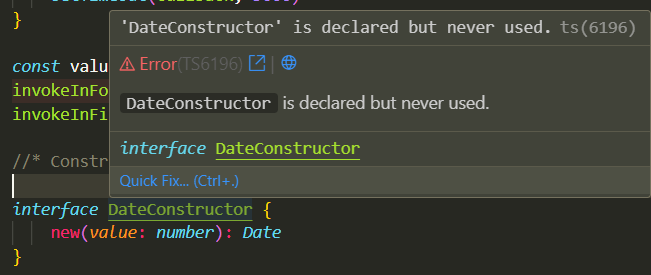 }
'DateConstructor' is declared but never used. ts(6196)
Error(TS6196) |
DateConstructor is declared but never used.
interface DateConstructor
Quick Fix... (Ctrl+.)
const valu
invokeInFo
invokeInFi
//* Constr
interface DateConstructor {
new(value: number): Date
}